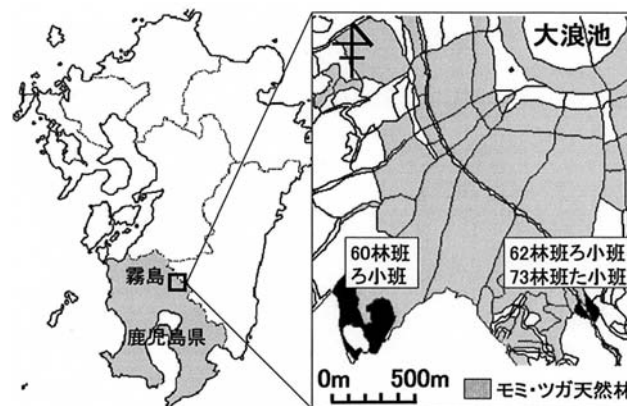 霧島
鹿児島県
大浪池
60林班
ろ小班
62林班ろ小班
73林班た小班
0m 500m
モミ・ツガ天然林